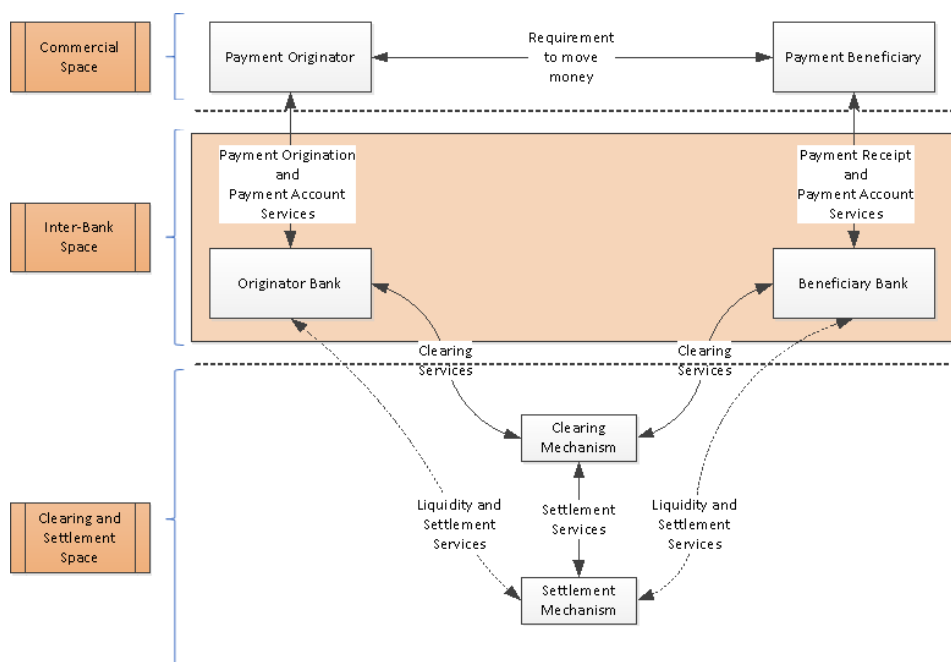 Commercial
Space
Payment Originator
Requirement
to move
money
Payment Beneficiary
Payment Origination
and
Payment Account
Services
Payment Receipt
and
Payment Account
Services
Inter-Bank
Space
Originator Bank
Beneficiary Bank
Clearing
Services
Clearing
Services
Clearing
Mechanism
Clearing and
Settlement
Space
Liquidity and
Settlement
Services
Settlement
Services
Liquidity and
Settlement
Services
Settlement
Mechanism